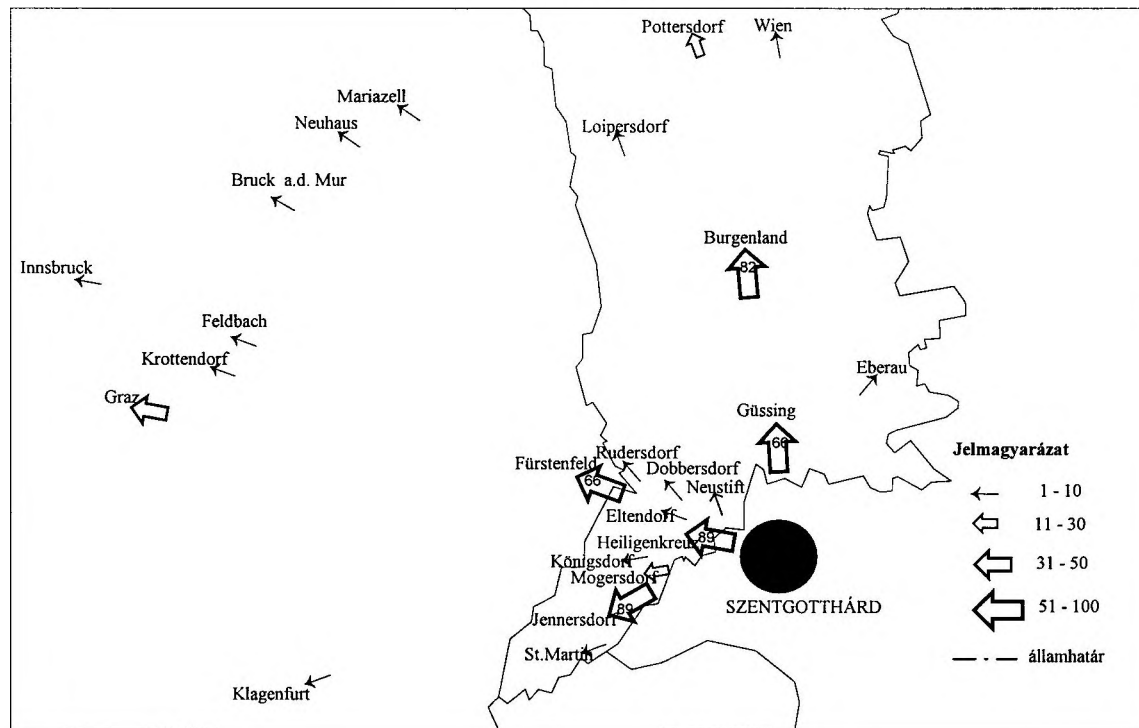 Pottersdorf
Wien
Mariazell
Neuhaus
Loipersdorf
Bruck a.d. Mur
Burgenland
82
Innsbruck
Feldbach
Krottendorf
Graz
Eberau
Güssing
66
Rudersdorf
Fürstenfeld
66
Dobbersdorf
Neustift
Eltendorf
89
Heiligenkreuz
Königsdorf
Mogersdorf
89
Jennersdorf
St.Martin
Klagenfurt
SZENTGOTTHÁRD
Jelmagyarázat
1 - 10
11 - 30
31 - 50
51 - 100
államhatár